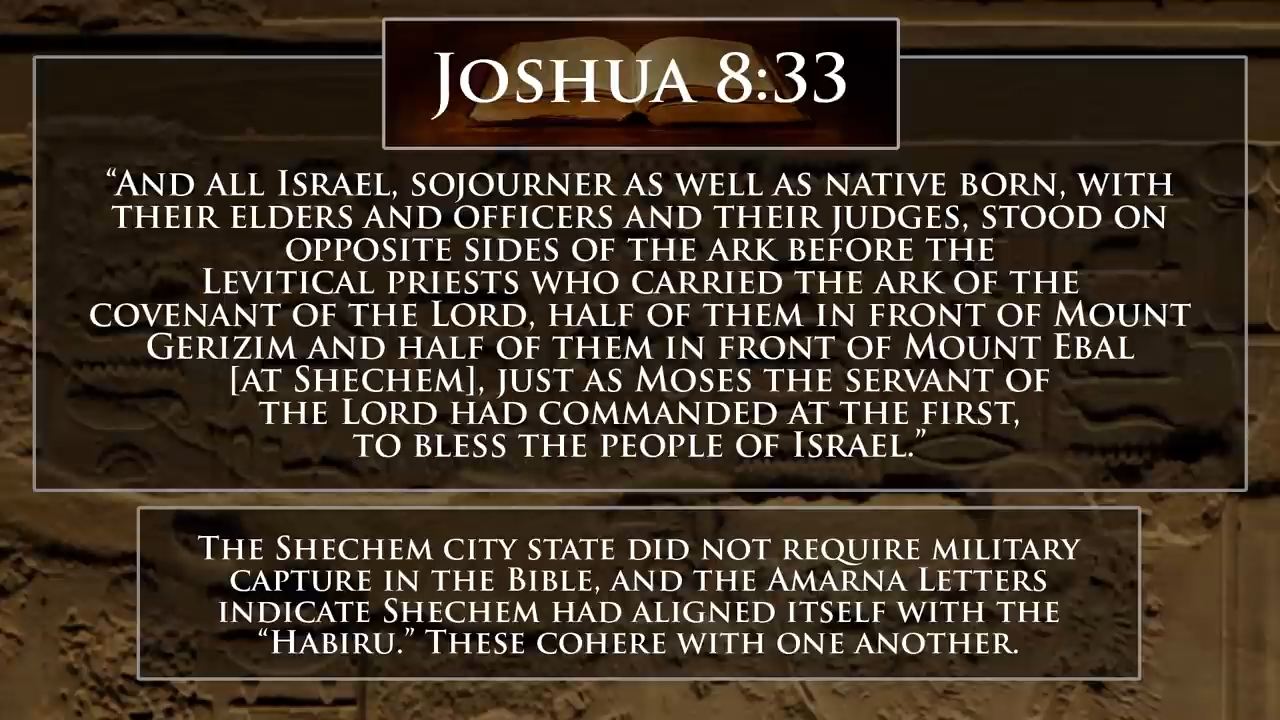 Joshua 8:33
“And all Israel, sojourner as well as native born, with
their elders and officers and their judges, stood on
opposite sides of the ark before the
Levitical priests who carried the ark of the
covenant of the Lord, half of them in front of Mount
Gerizim and half of them in front of Mount Ebal
[at Shechem], just as Moses the servant of
the Lord had commanded at the first,
to bless the people of Israel.”
The Shechem city state did not require military
capture in the Bible, and the Amarna Letters
indicate Shechem had aligned itself with the
“Habiru.” These cohere with one another.